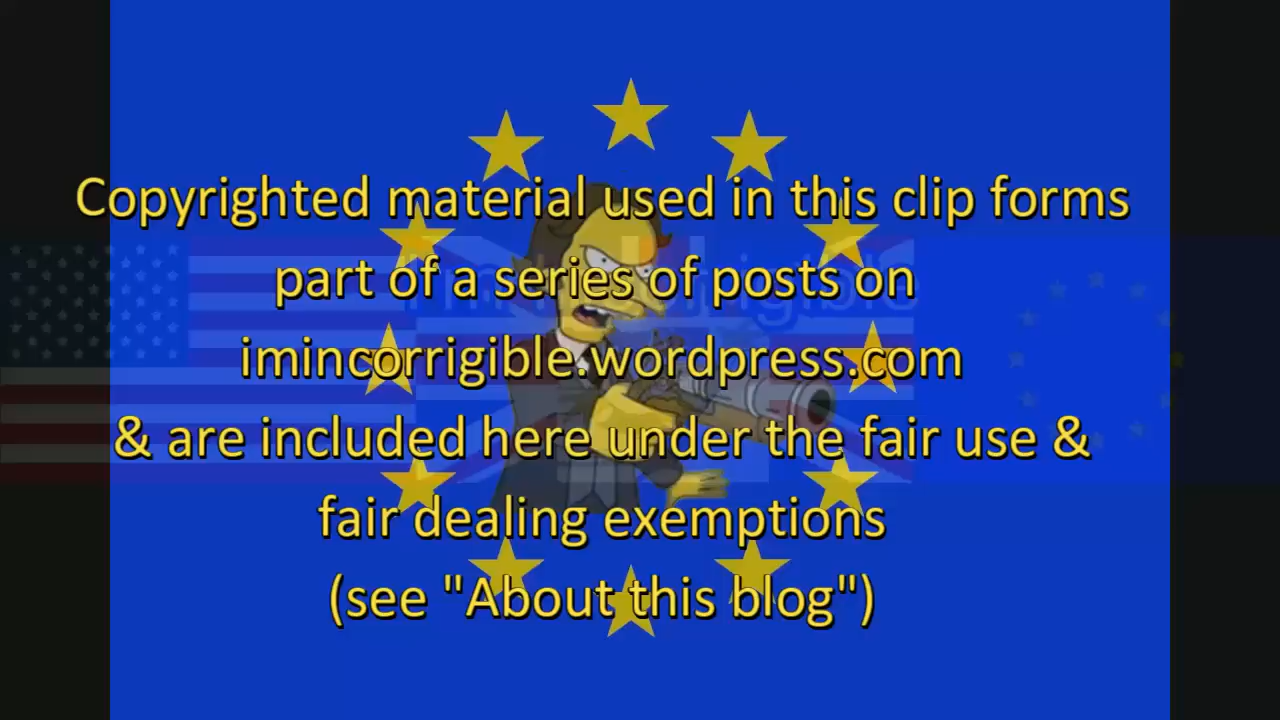 Copyrighted material used in this clip forms
part of a series of posts on
imincorrigible.wordpress.com
& are included here under the fair use &
fair dealing exemptions
(see "About this blog")